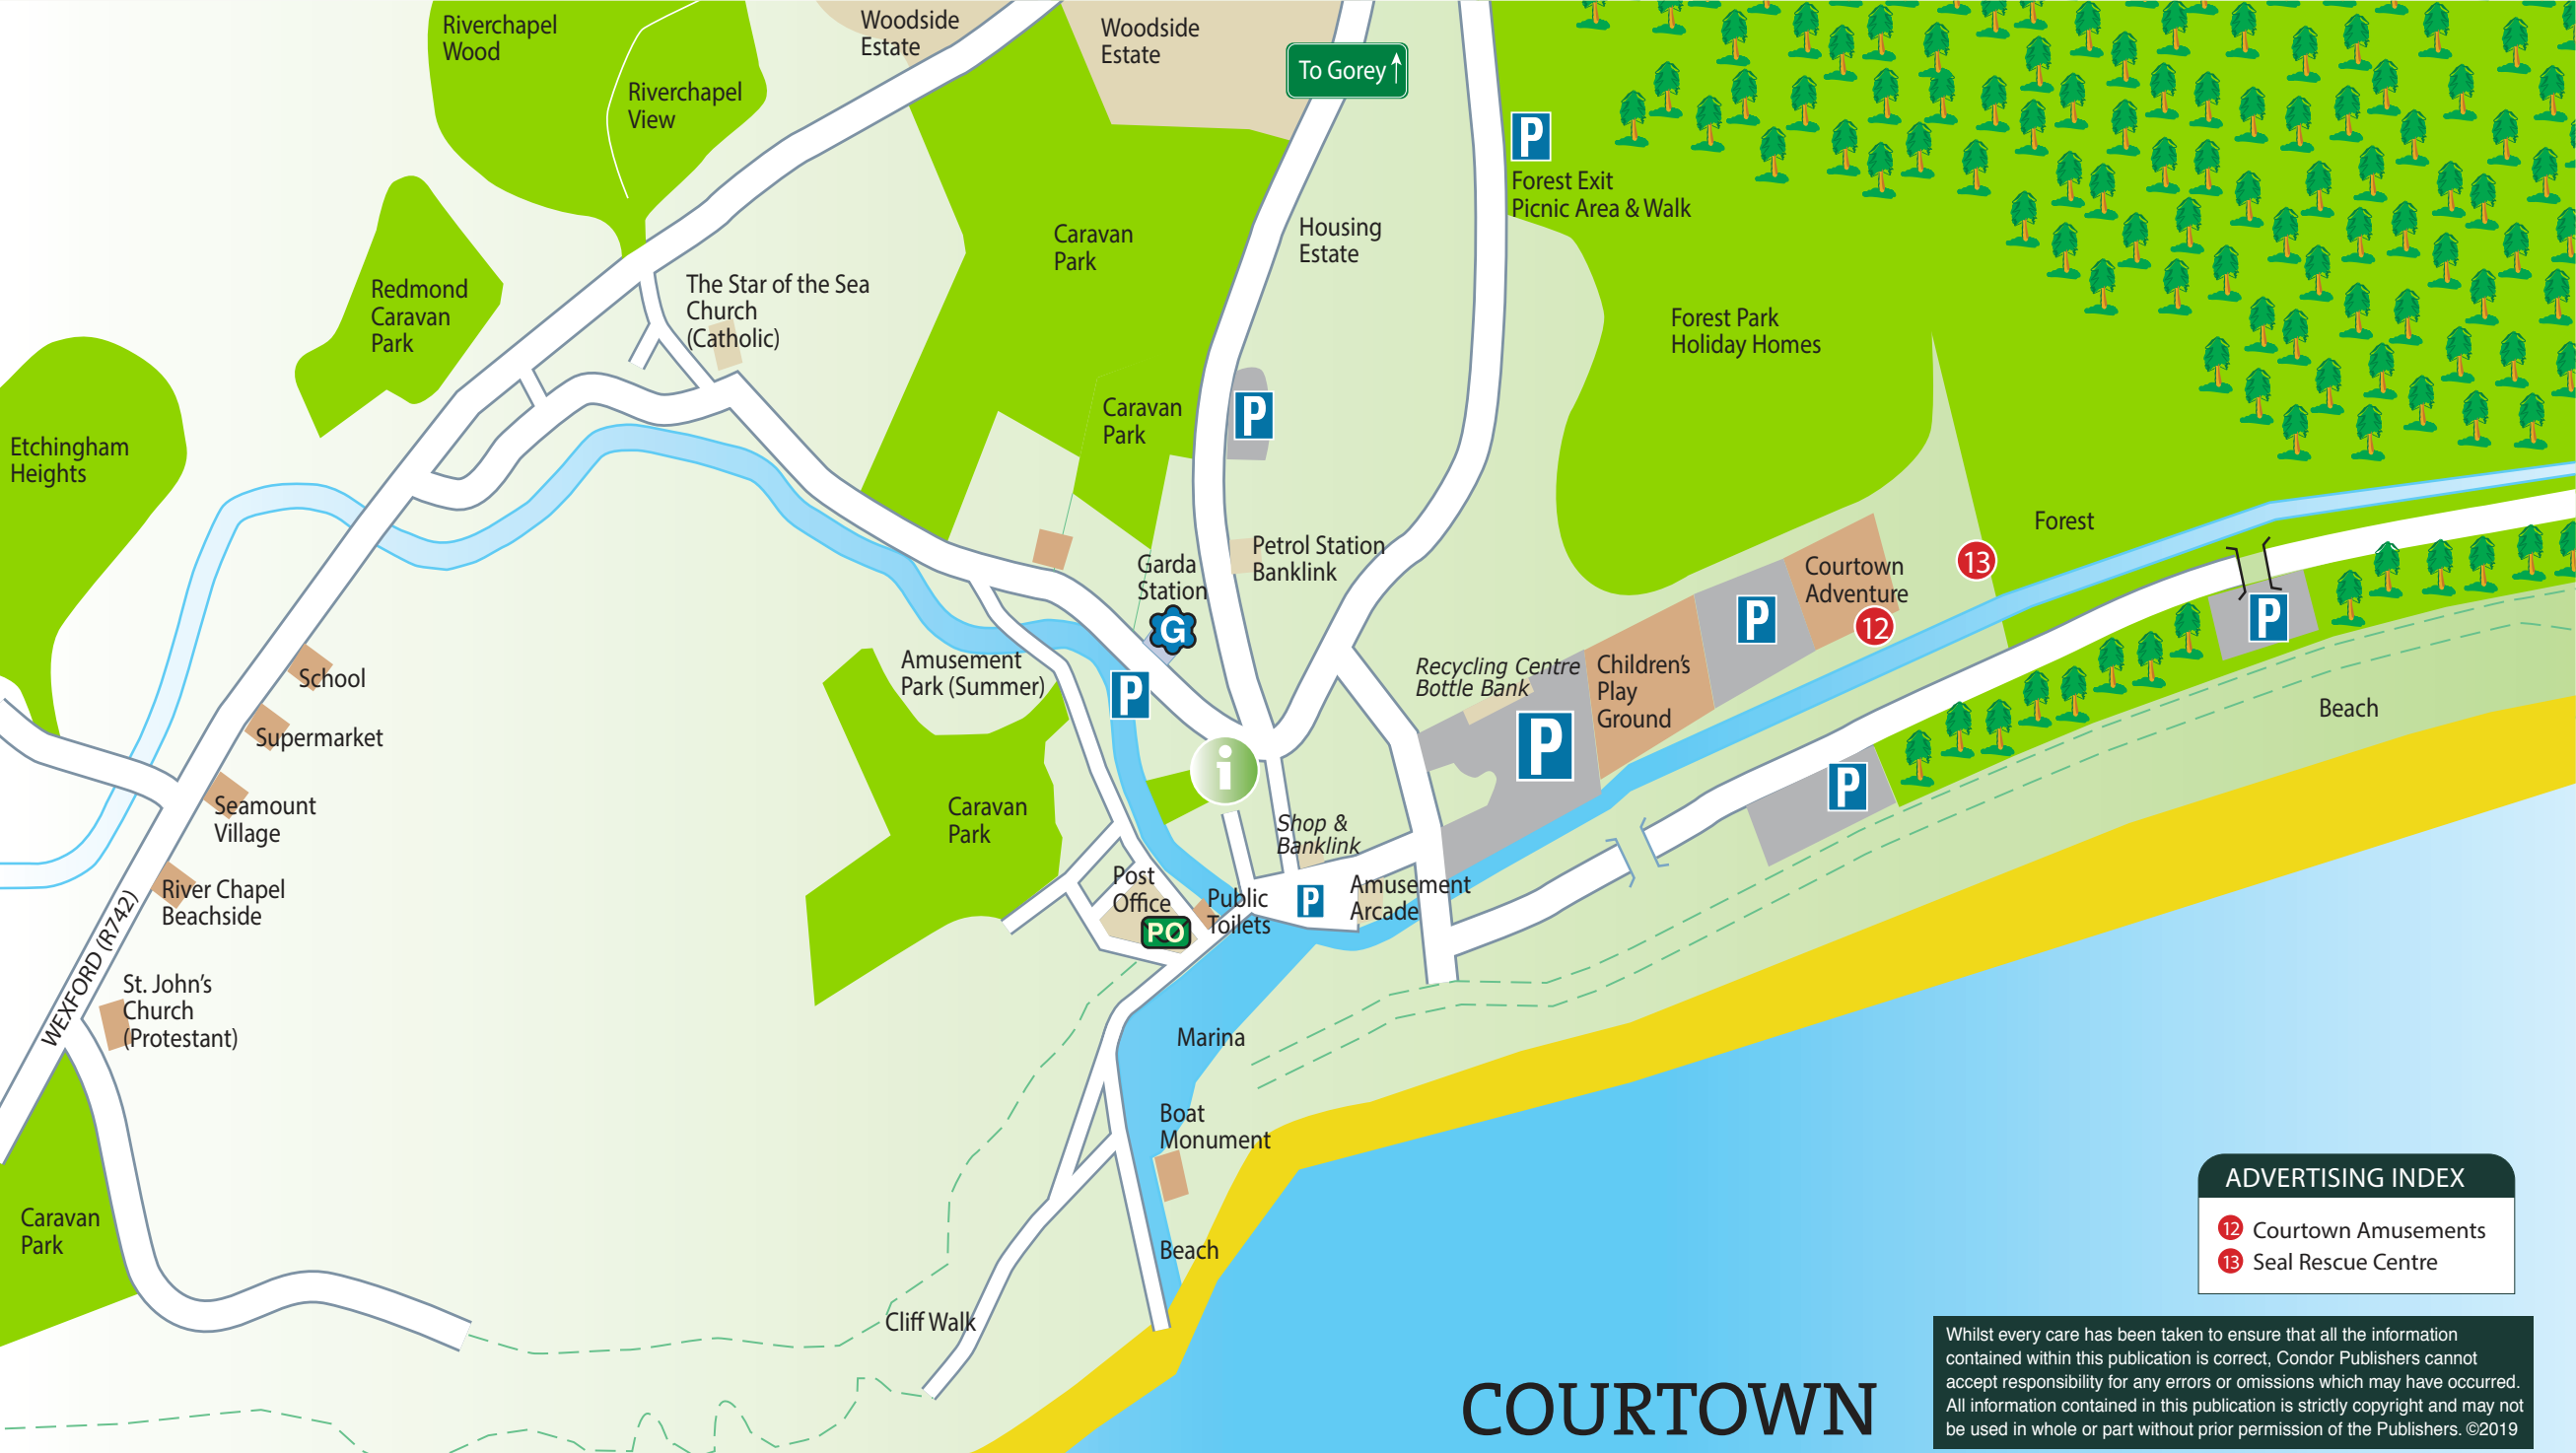 Riverchapel
Wood
Riverchapel
View
Woodside
Estate
Woodside
Estate
To Gorey
P
Forest Exit
Picnic Area & Walk
Housing
Estate
Caravan
Park
The Star of the Sea
Church
(Catholic)
Redmond
Caravan
Park
Forest Park
Holiday Homes
Caravan
Park
P
Etchingham
Heights
Forest
Petrol Station
Banklink
Garda
Station
G
Courtown
Adventure
13
12
P
P
School
Amusement
Park (Summer)
P
Recycling Centre
Bottle Bank
Children's
Play
Ground
P
Beach
Supermarket
i
P
Seamount
Village
Caravan
Park
Shop &
Banklink
River Chapel
Beachside
Post
Office
PO
Public
Toilets
P
Amusement
Arcade
WEXFORD (R742)
St. John's
Church
(Protestant)
Marina
Boat
Monument
Caravan
Park
Beach
Cliff Walk
ADVERTISING INDEX
12 Courtown Amusements
13 Seal Rescue Centre
COURTOWN
Whilst every care has been taken to ensure that all the information
contained within this publication is correct, Condor Publishers cannot
accept responsibility for any errors or omissions which may have occurred.
All information contained in this publication is strictly copyright and may not
be used in whole or part without prior permission of the Publishers. ©2019